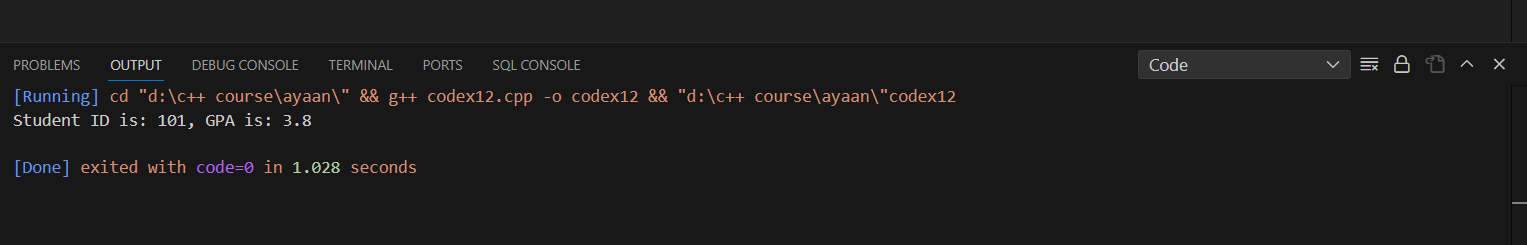 PROBLEMS OUTPUT DEBUG CONSOLE TERMINAL PORTS SQL CONSOLE Code
[Running] cd "d:\c++ course\ayaan\" && g++ codex12.cpp -o codex12 && "d:\c++ course\ayaan\"codex12
Student ID is: 101, GPA is: 3.8
[Done] exited with code=0 in 1.028 seconds